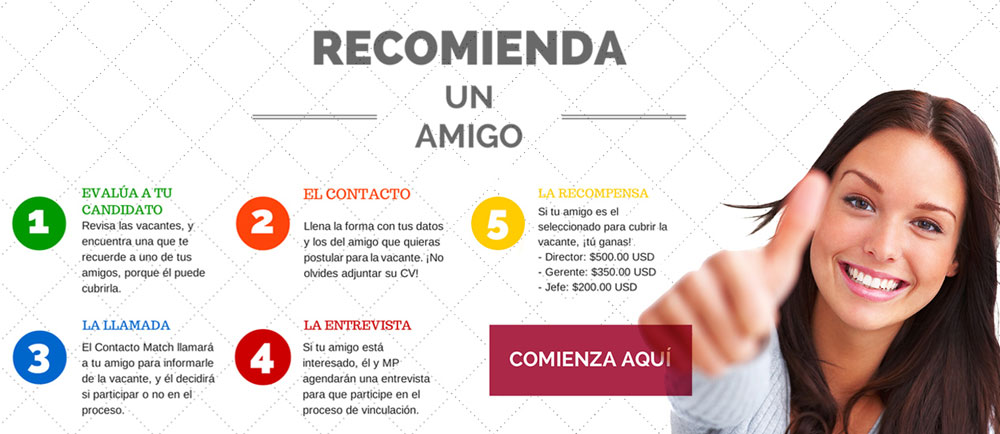 RECOMIENDA
UN
AMIGO
1
EVALÚA A TU
CANDIDATO
Revisa las vacantes, y
encuentra una que te
recuerde a uno de tus
amigos, porque él puede
cubrirla.
2
EL CONTACTO
Llena la forma con tus datos
y los del amigo que quieras
postular para la vacante. ¡No
olvides adjuntar su CV!
3
LA LLAMADA
El Contacto Match llamará
a tu amigo para informarle
de la vacante, y él decidirá
si participar o no en el
proceso.
4
LA ENTREVISTA
Si tu amigo está
interesado, él y MP
agendarán una entrevista
para que participe en el
proceso de vinculación.
5
LA RECOMPENSA
Si tu amigo es el
seleccionado para cubrir la
vacante, ¡tú ganas!
- Director: $500.00 USD
- Gerente: $350.00 USD
- Jefe: $200.00 USD
COMIENZA AQUÍ